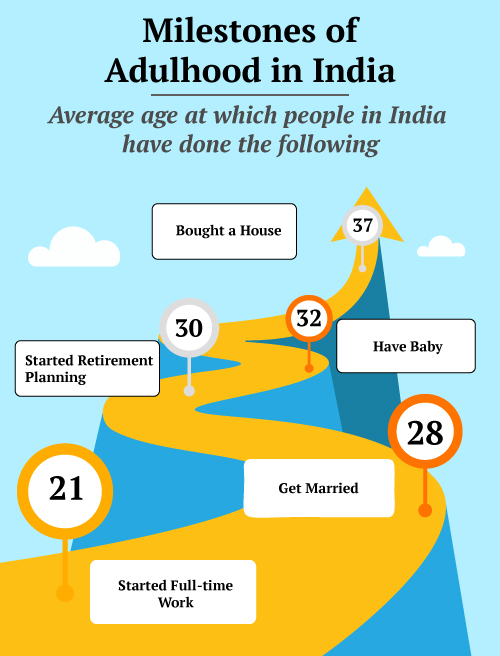 Milestones of
Adulhood in India
Average age at which people in India
have done the following
37
Bought a House
32
30
Have Baby
Started Retirement
Planning
28
21
Get Married
Started Full-time
Work